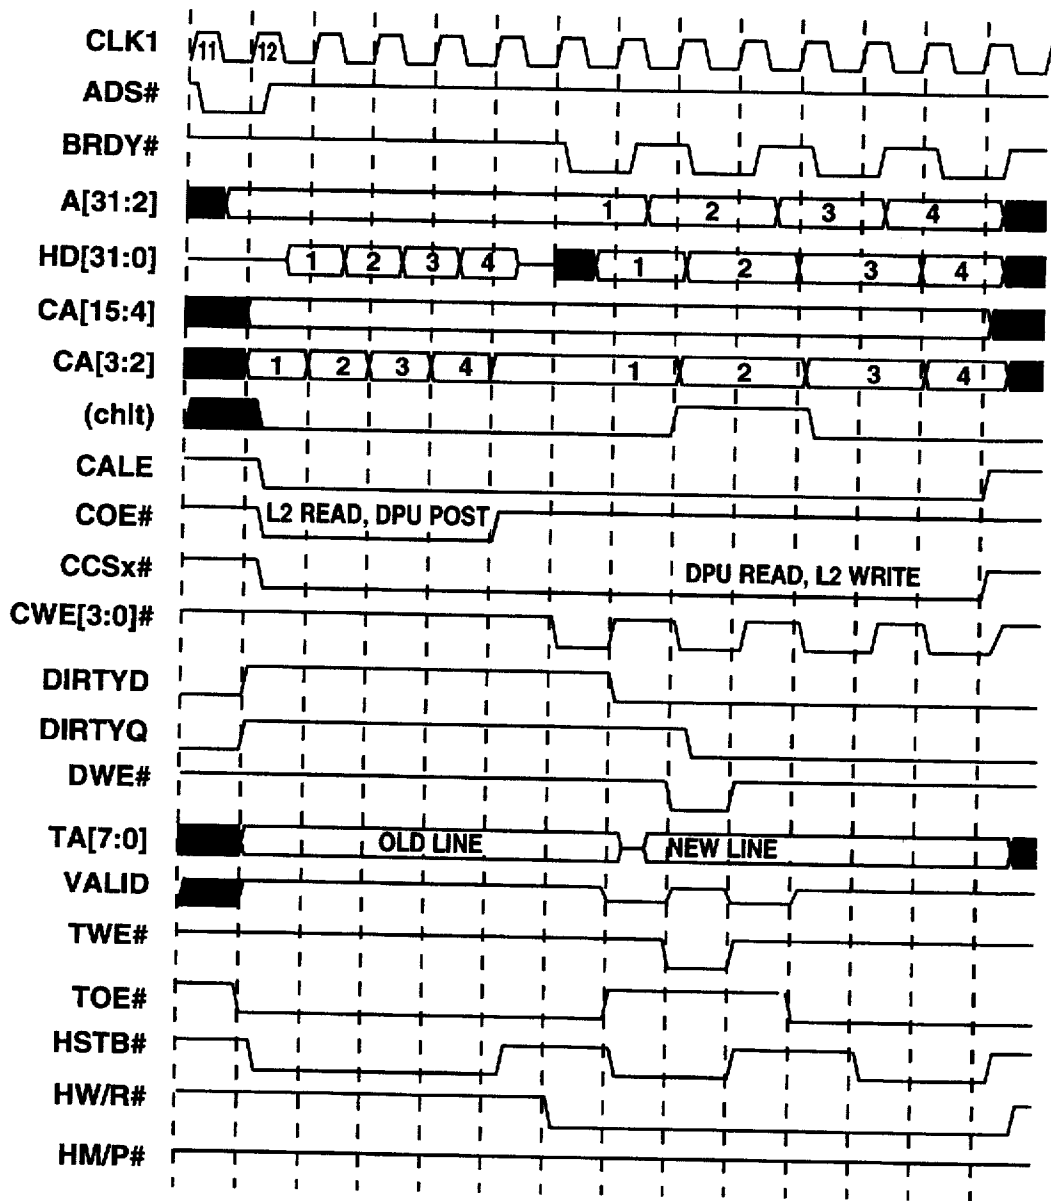 CLK1 11 12
ADS#
BRDY#
A[31:2] 1 2 3 4
HD[31:0] 1 2 3 4 1 2 3 4
CA[15:4]
CA[3:2] 1 2 3 4 1 2 3 4
(chlt)
CALE
COE# L2 READ, DPU POST
CCSx# DPU READ, L2 WRITE
CWE[3:0]#
DIRTYD
DIRTYQ
DWE#
TA[7:0] OLD LINE NEW LINE
VALID
TWE#
TOE#
HSTB#
HW/R#
HM/P#